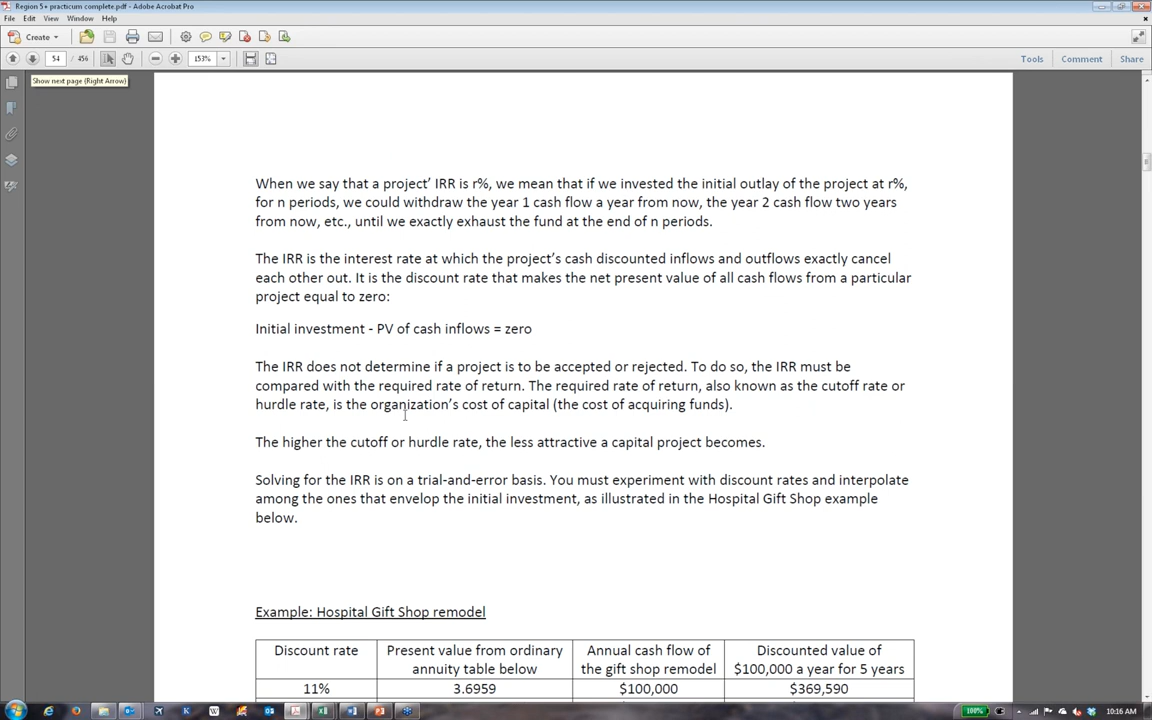 Region 5+ practicum complete.pdf - Adobe Acrobat Pro
File Edit View Window Help
Create
54 / 456 153% Tools Comment Share
Show next page (Right Arrow)
When we say that a project’ IRR is r%, we mean that if we invested the initial outlay of the project at r%,
for n periods, we could withdraw the year 1 cash flow a year from now, the year 2 cash flow two years
from now, etc., until we exactly exhaust the fund at the end of n periods.
The IRR is the interest rate at which the project’s cash discounted inflows and outflows exactly cancel
each other out. It is the discount rate that makes the net present value of all cash flows from a particular
project equal to zero:
Initial investment - PV of cash inflows = zero
The IRR does not determine if a project is to be accepted or rejected. To do so, the IRR must be
compared with the required rate of return. The required rate of return, also known as the cutoff rate or
hurdle rate, is the organization’s cost of capital (the cost of acquiring funds).
The higher the cutoff or hurdle rate, the less attractive a capital project becomes.
Solving for the IRR is on a trial-and-error basis. You must experiment with discount rates and interpolate
among the ones that envelop the initial investment, as illustrated in the Hospital Gift Shop example
below.
Example: Hospital Gift Shop remodel
Discount rate Present value from ordinary Annual cash flow of Discounted value of
annuity table below the gift shop remodel $100,000 a year for 5 years
11% 3.6959 $100,000 $369,590
100% 10:16 AM